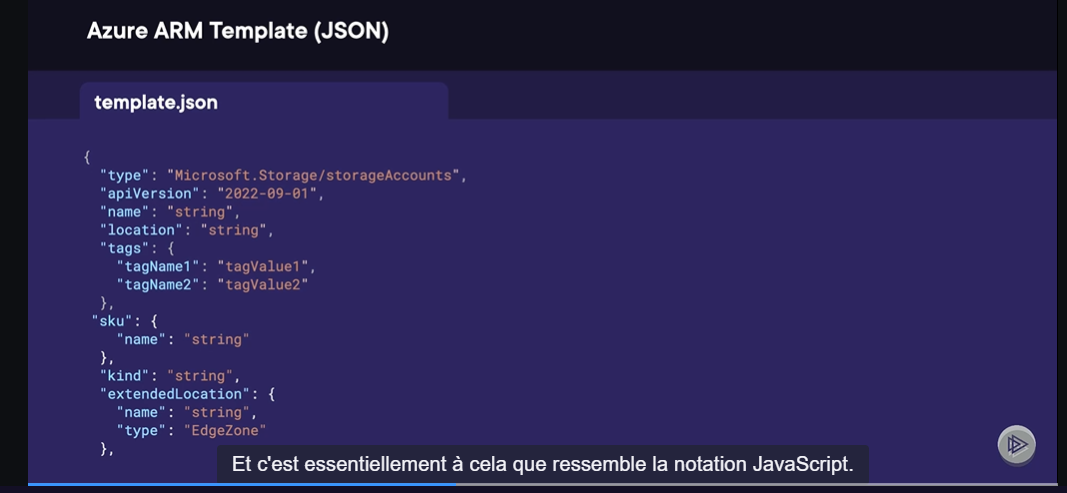 Azure ARM Template (JSON)
template.json
{
"type": "Microsoft.Storage/storageAccounts",
"apiVersion": "2022-09-01",
"name": "string",
"location": "string",
"tags": {
"tagName1": "tagValue1",
"tagName2": "tagValue2"
},
"sku": {
"name": "string"
},
"kind": "string",
"extendedLocation": {
"name": "string",
"type": "EdgeZone"
},
Et c'est essentiellement à cela que ressemble la notation JavaScript.